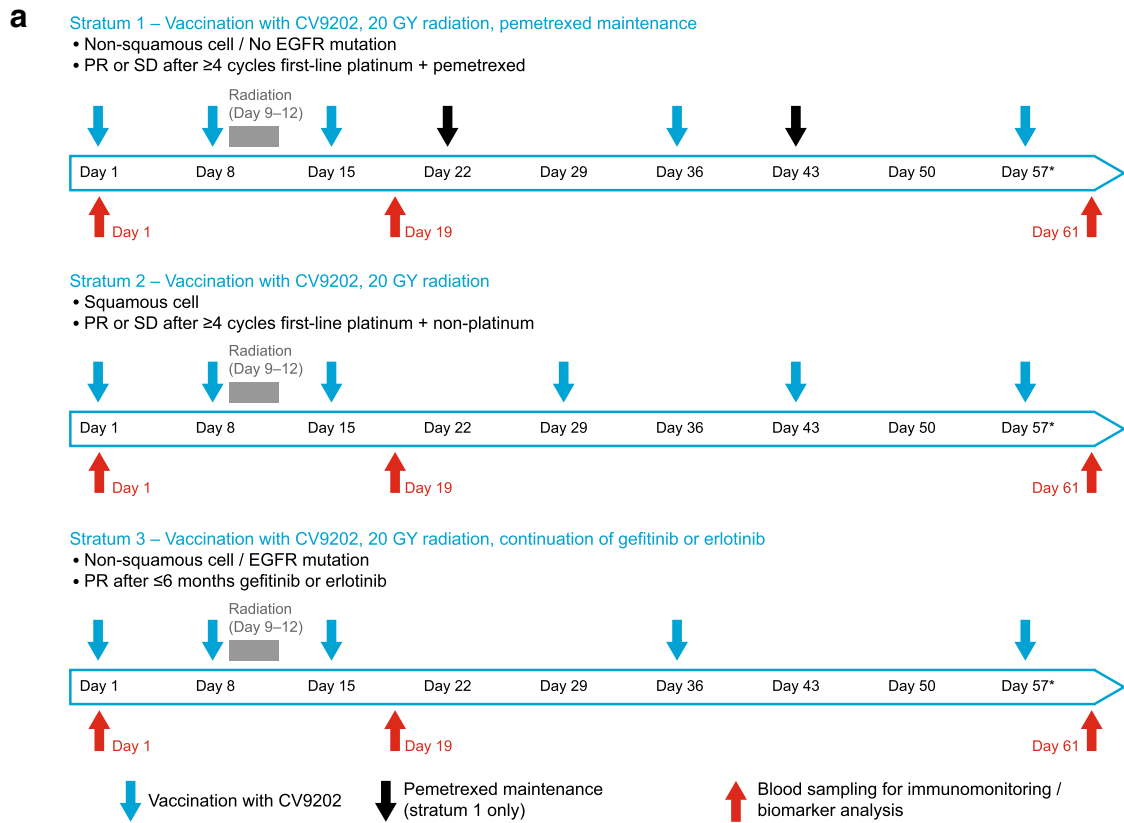 a
Stratum 1 – Vaccination with CV9202, 20 GY radiation, pemetrexed maintenance
• Non-squamous cell / No EGFR mutation
• PR or SD after ≥4 cycles first-line platinum + pemetrexed
Radiation
(Day 9–12)
Day 1 Day 8 Day 15 Day 22 Day 29 Day 36 Day 43 Day 50 Day 57*
Day 1 Day 19 Day 61
Stratum 2 – Vaccination with CV9202, 20 GY radiation
• Squamous cell
• PR or SD after ≥4 cycles first-line platinum + non-platinum
Radiation
(Day 9–12)
Day 1 Day 8 Day 15 Day 22 Day 29 Day 36 Day 43 Day 50 Day 57*
Day 1 Day 19 Day 61
Stratum 3 – Vaccination with CV9202, 20 GY radiation, continuation of gefitinib or erlotinib
• Non-squamous cell / EGFR mutation
• PR after ≤6 months gefitinib or erlotinib
Radiation
(Day 9–12)
Day 1 Day 8 Day 15 Day 22 Day 29 Day 36 Day 43 Day 50 Day 57*
Day 1 Day 19 Day 61
Vaccination with CV9202
Pemetrexed maintenance
(stratum 1 only)
Blood sampling for immunomonitoring /
biomarker analysis